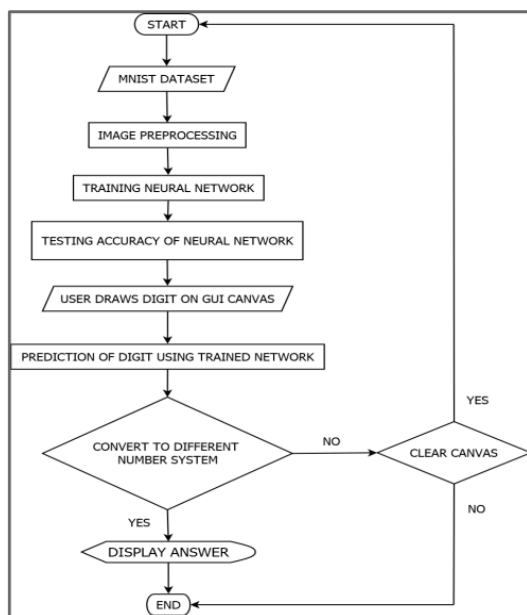 START
MNIST DATASET
IMAGE PREPROCESSING
TRAINING NEURAL NETWORK
TESTING ACCURACY OF NEURAL NETWORK
USER DRAWS DIGIT ON GUI CANVAS
PREDICTION OF DIGIT USING TRAINED NETWORK
CONVERT TO DIFFERENT
NUMBER SYSTEM
NO
YES
CLEAR CANVAS
NO
YES
DISPLAY ANSWER
END